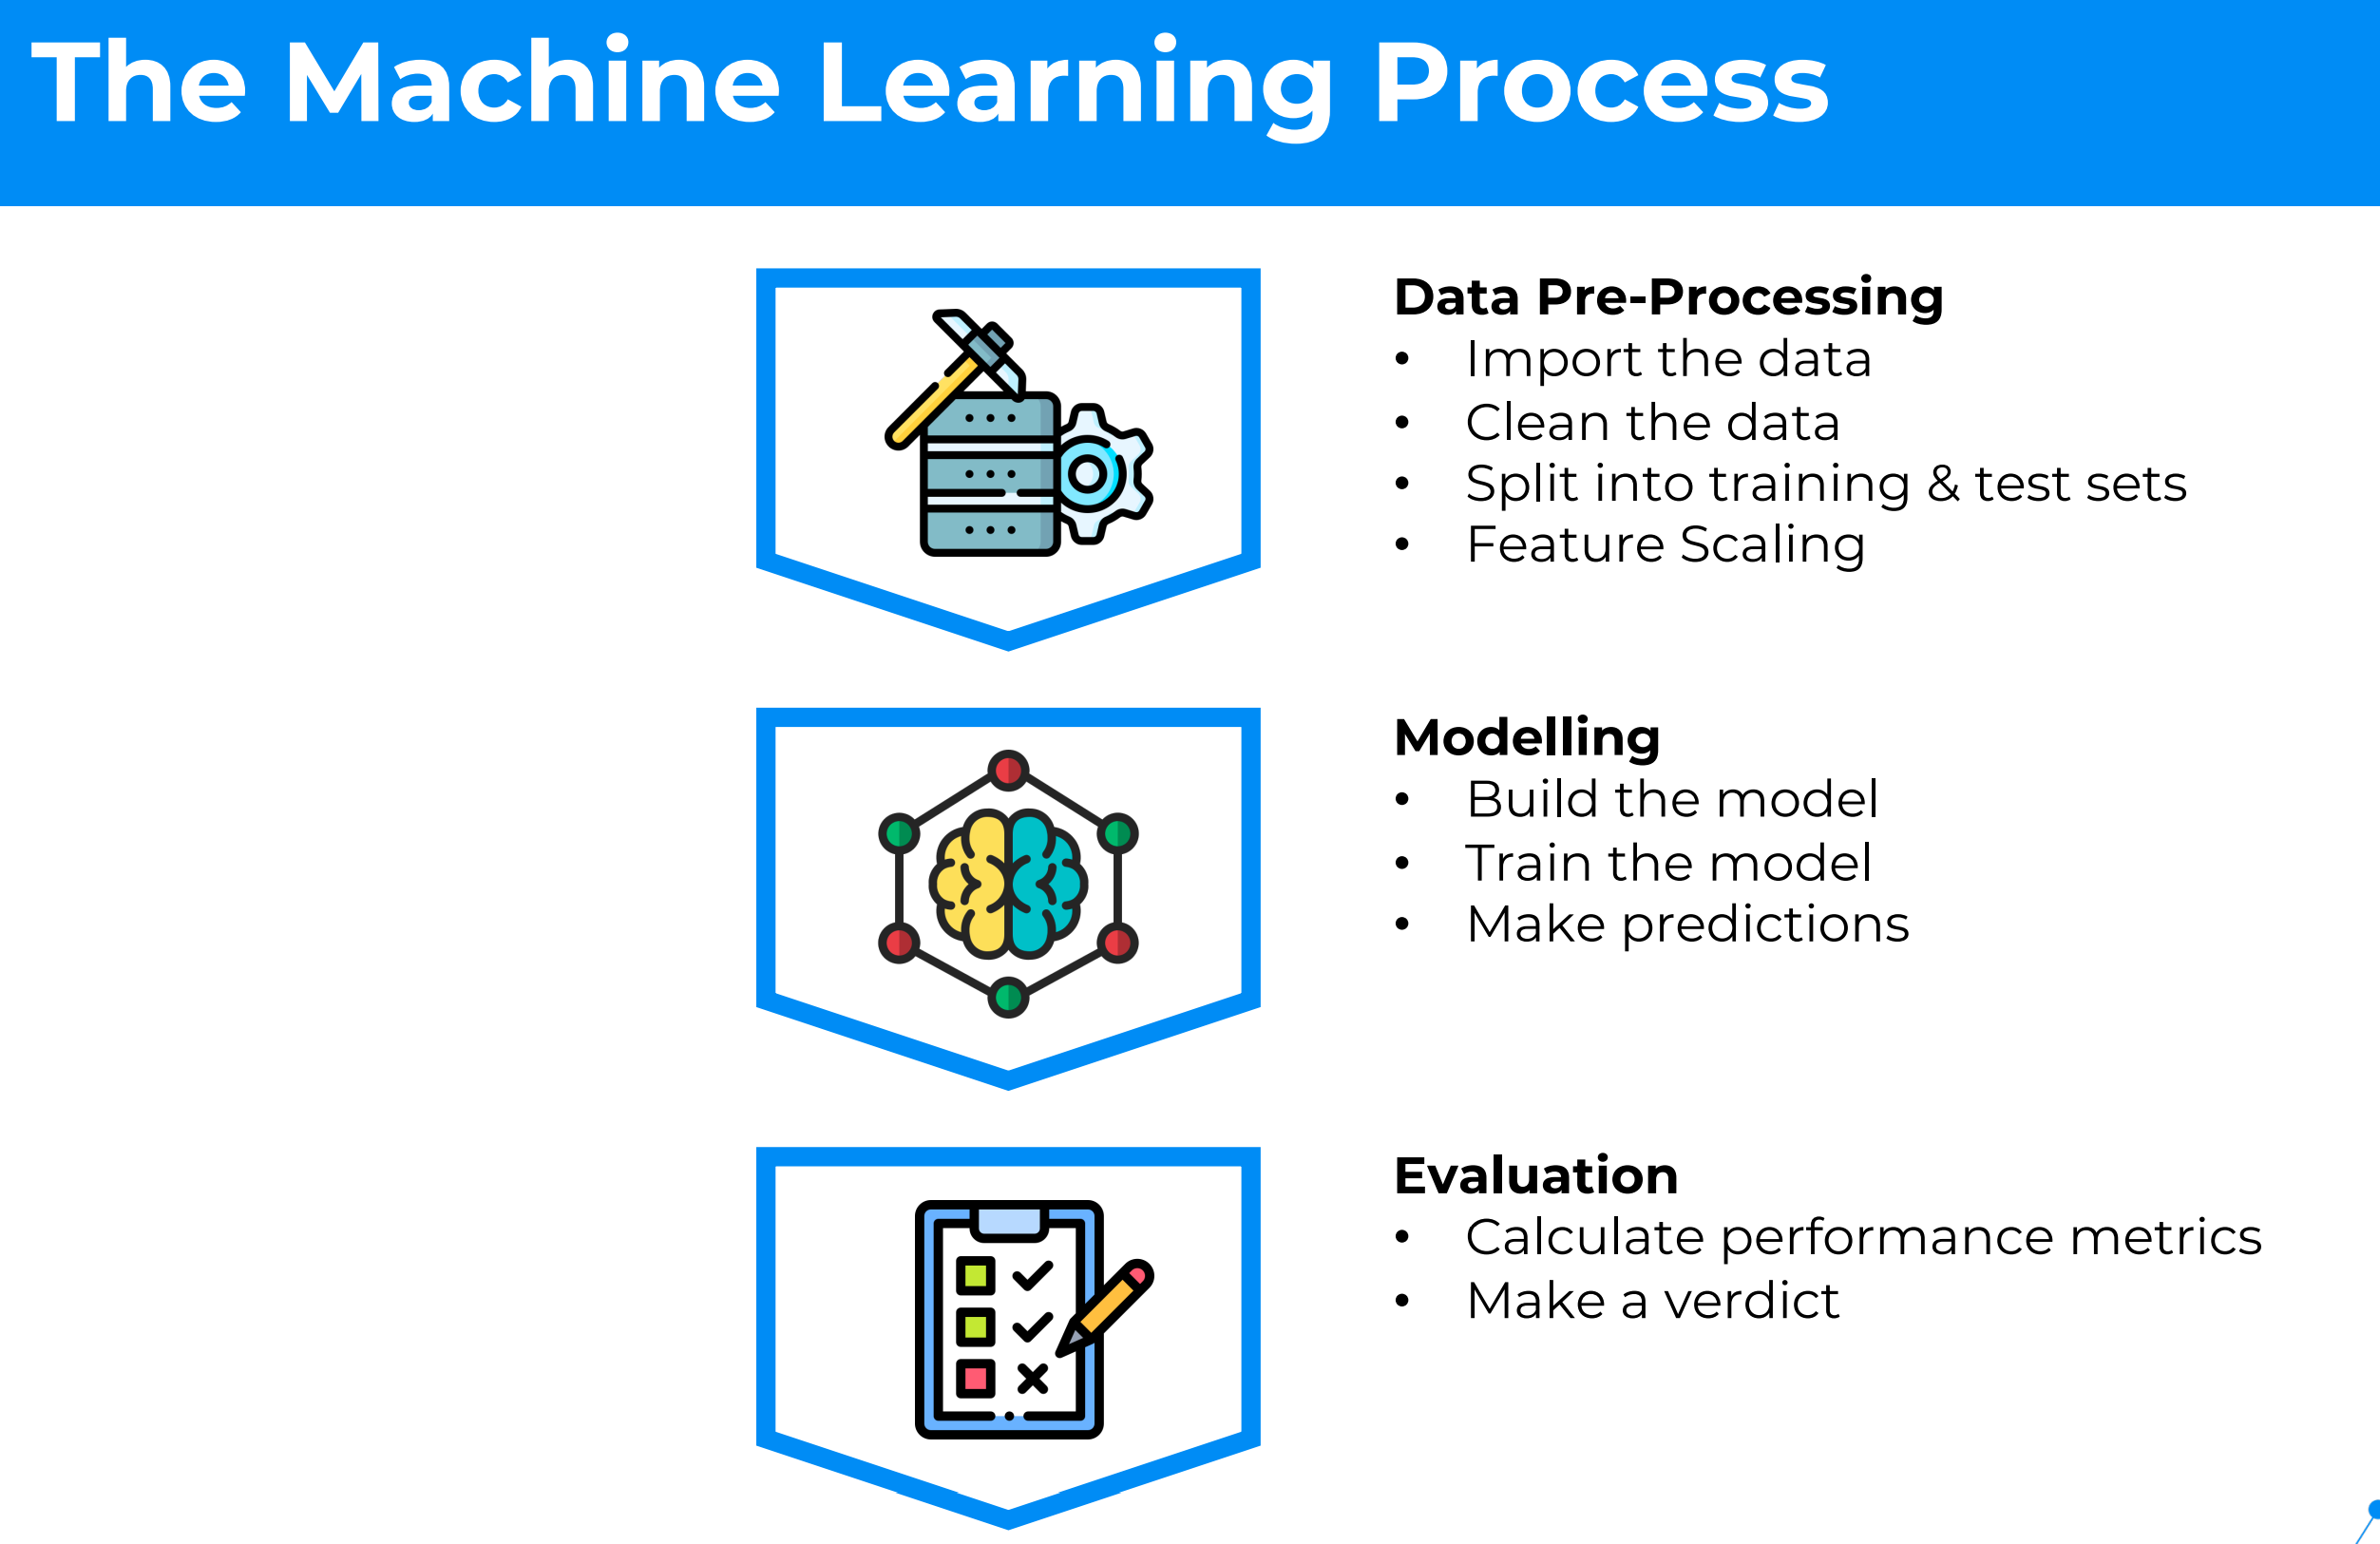 The Machine Learning Process
Data Pre-Processing
• Import the data
• Clean the data
• Split into training & test sets
• Feature Scaling
Modelling
• Build the model
• Train the model
• Make predictions
Evaluation
• Calculate performance metrics
• Make a verdict